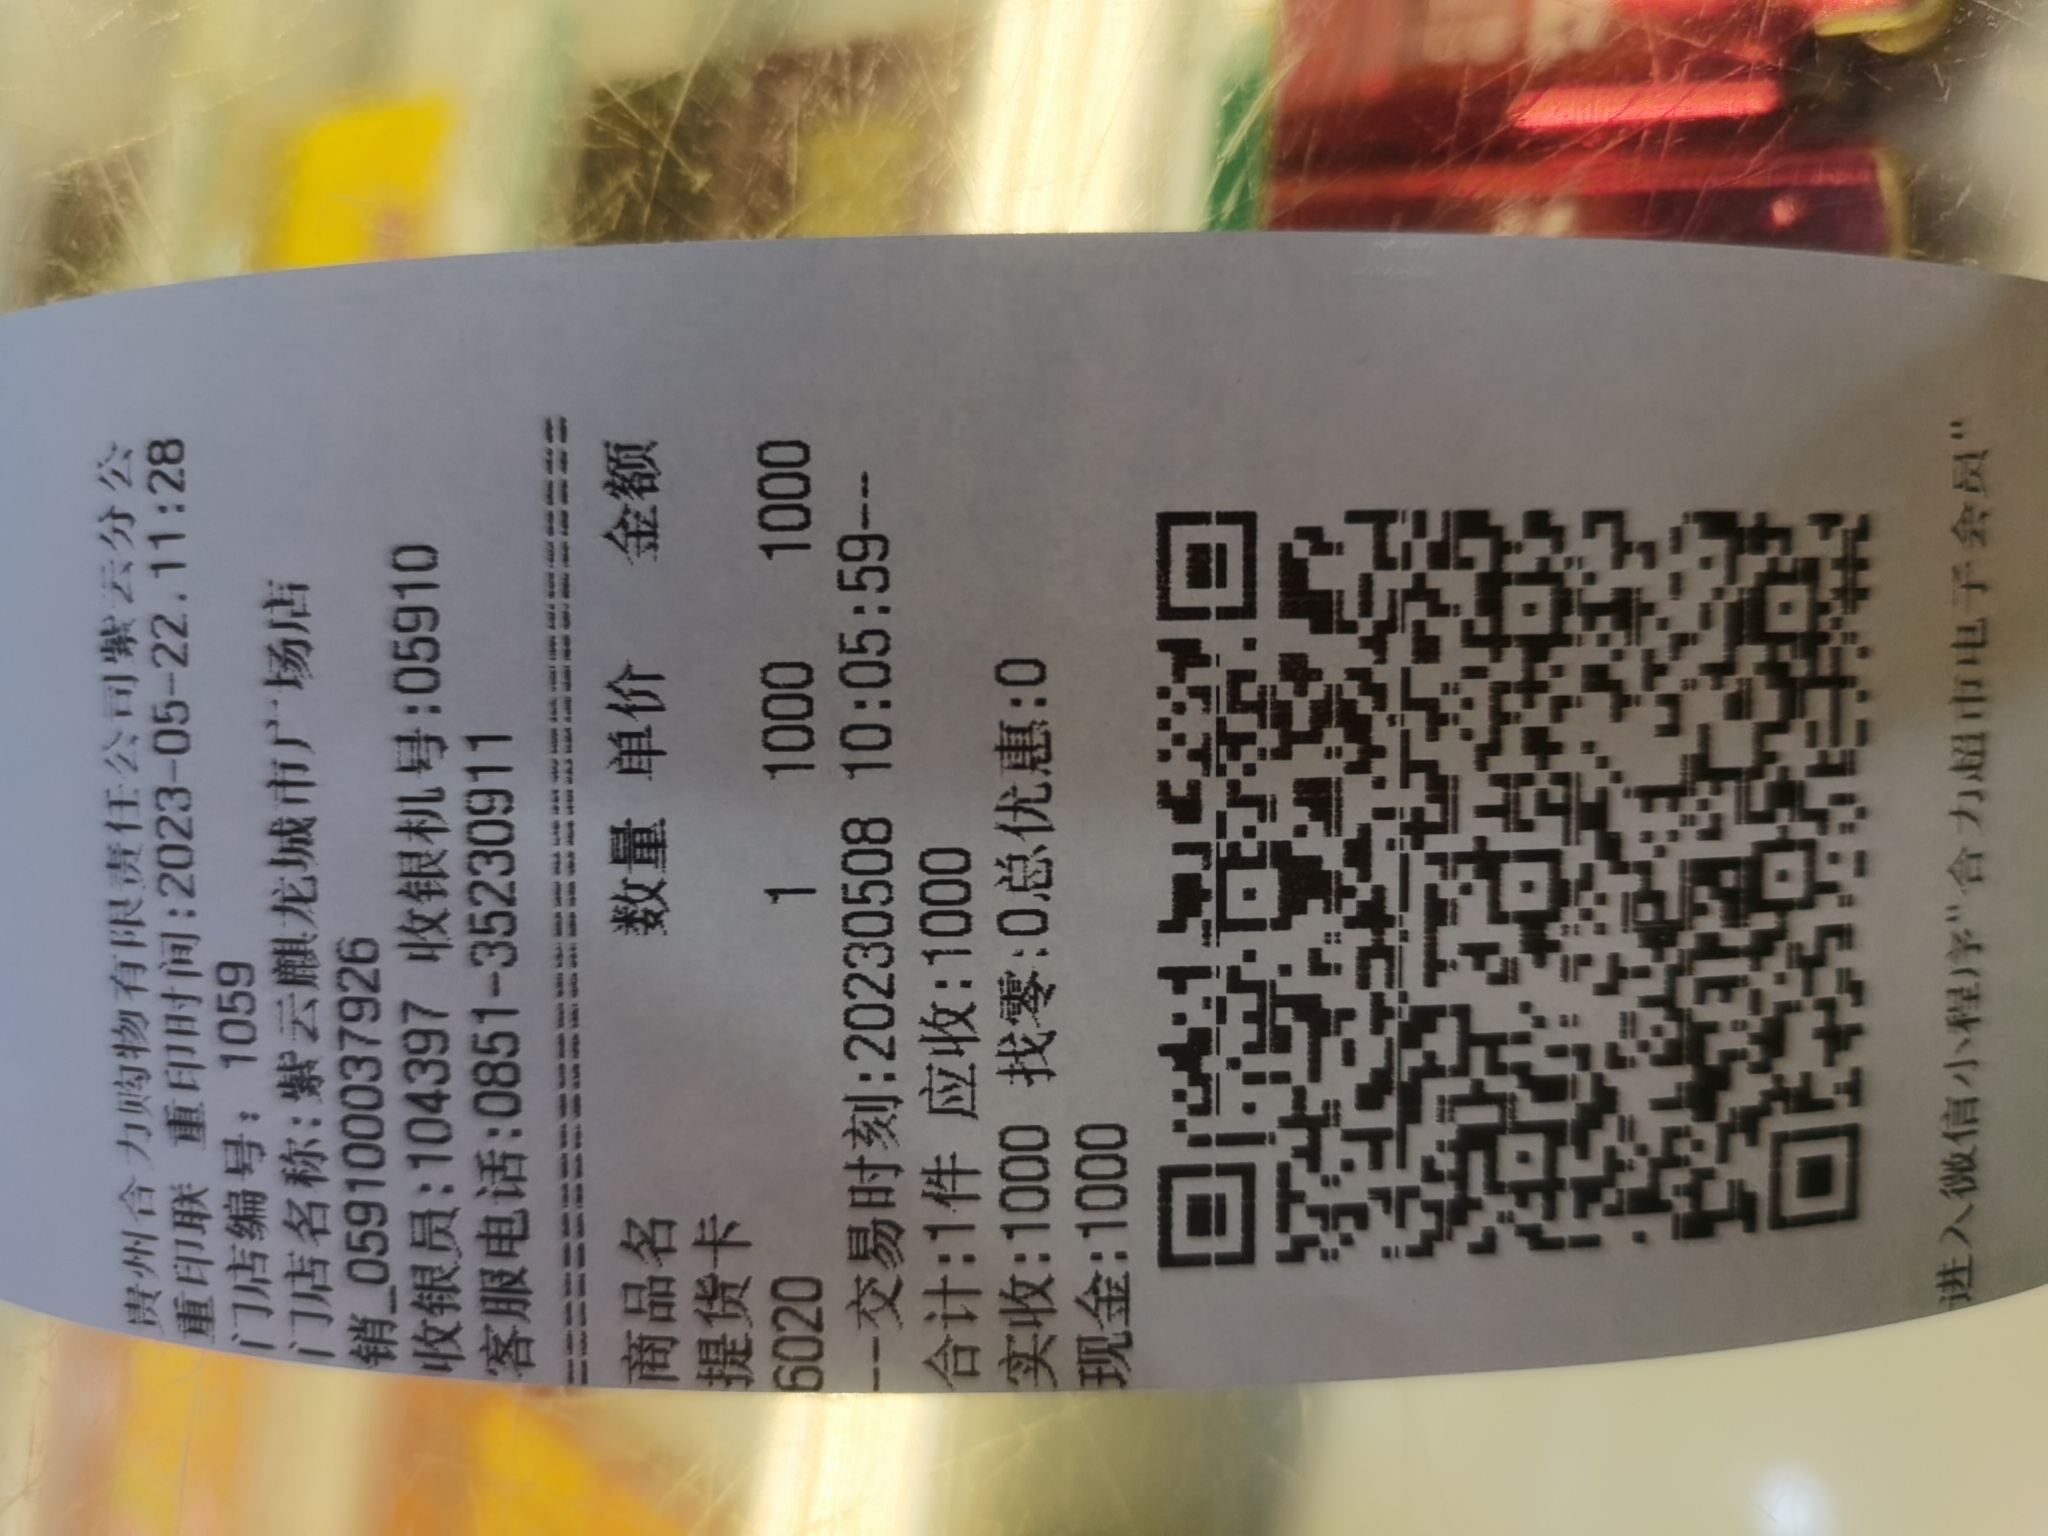 贵州合力购物有限责任公司紫云分公
重印联 重印时间:2023-05-22.11:28
门店编号: 1059
门店名称:紫云麒龙城市广场店
销_0591000379​26
收银员:104397 收银机号:05910
客服电话:0851-35230911
================================
商品名 数量 单价 金额
提货卡
6020 1 1000 1000
--交易时刻:20230508 10:05:59--
合计:1件 应收:1000
实收:1000 找零:0总优惠:0
现金:1000
进入微信小程序"合力超市电子会员"